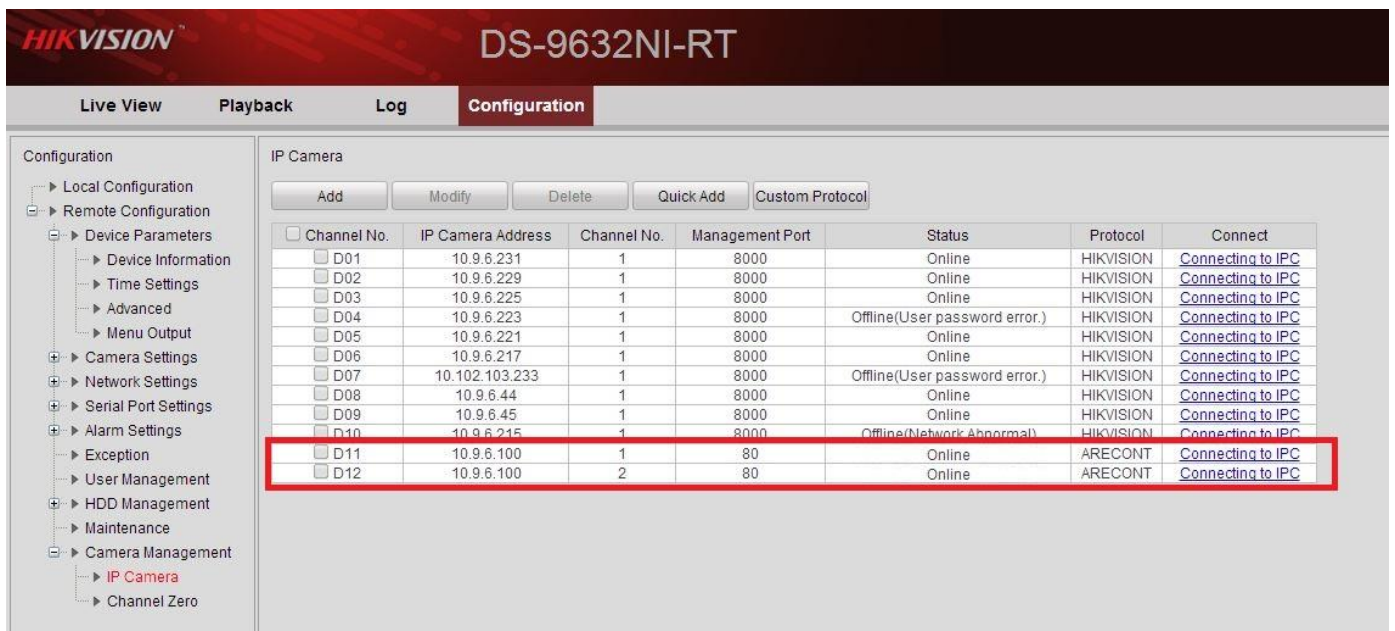 HIKVISION™
DS-9632NI-RT
Live View Playback Log Configuration
Configuration
Local Configuration
Remote Configuration
Device Parameters
Device Information
Time Settings
Advanced
Menu Output
Camera Settings
Network Settings
Serial Port Settings
Alarm Settings
Exception
User Management
HDD Management
Maintenance
Camera Management
IP Camera
Channel Zero
IP Camera
Add Modify Delete Quick Add Custom Protocol
Channel No. IP Camera Address Channel No. Management Port Status Protocol Connect
D01 10.9.6.231 1 8000 Online HIKVISION Connecting to IPC
D02 10.9.6.229 1 8000 Online HIKVISION Connecting to IPC
D03 10.9.6.225 1 8000 Online HIKVISION Connecting to IPC
D04 10.9.6.223 1 8000 Offline(User password error.) HIKVISION Connecting to IPC
D05 10.9.6.221 1 8000 Online HIKVISION Connecting to IPC
D06 10.9.6.217 1 8000 Online HIKVISION Connecting to IPC
D07 10.102.103.233 1 8000 Offline(User password error.) HIKVISION Connecting to IPC
D08 10.9.6.44 1 8000 Online HIKVISION Connecting to IPC
D09 10.9.6.45 1 8000 Online HIKVISION Connecting to IPC
D10 10.9.6.215 1 8000 Offline(Network Abnormal) HIKVISION Connecting to IPC
D11 10.9.6.100 1 80 Online ARECONT Connecting to IPC
D12 10.9.6.100 2 80 Online ARECONT Connecting to IPC